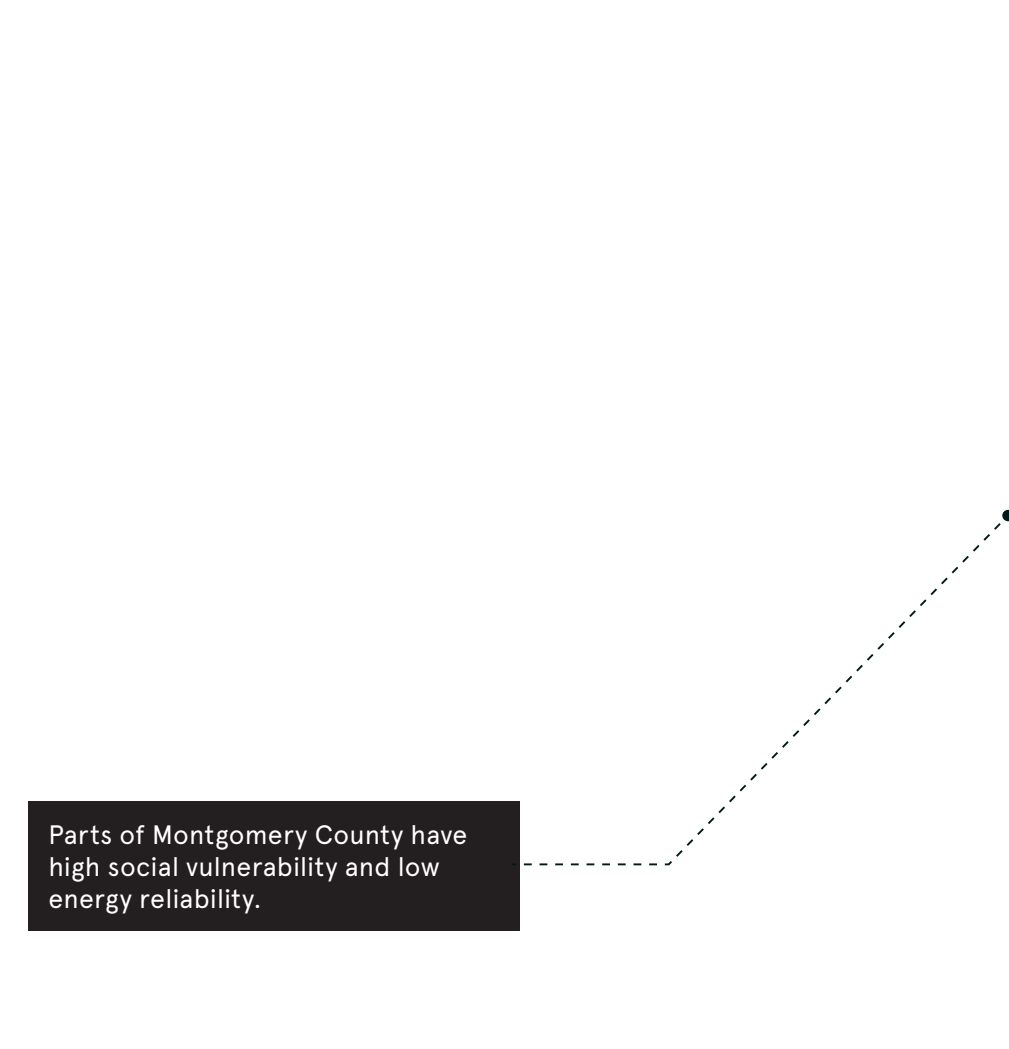 Parts of Montgomery County have
high social vulnerability and low
energy reliability.